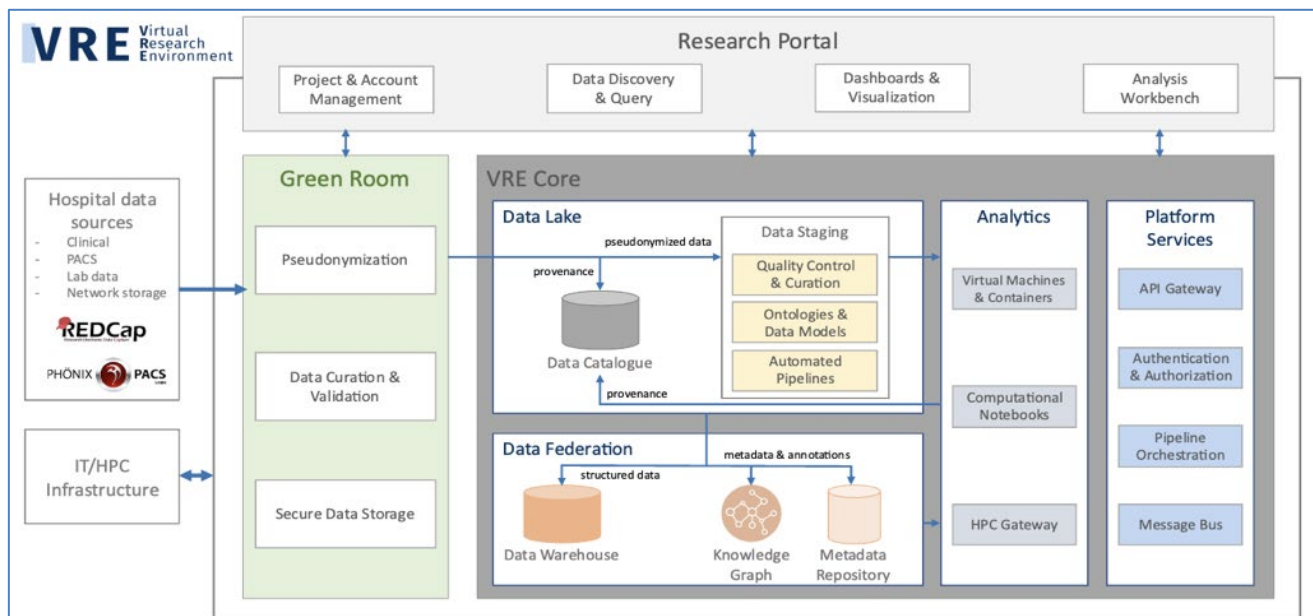 VRE Virtual
Research
Environment
Research Portal
Project & Account
Management
Data Discovery
& Query
Dashboards &
Visualization
Analysis
Workbench
Hospital data
sources
- Clinical
- PACS
- Lab data
- Network storage
REDCap
PHÖNIX PACS
IT/HPC
Infrastructure
Green Room
Pseudonymization
Data Curation &
Validation
Secure Data Storage
VRE Core
Data Lake
pseudonymized data
provenance
Data Catalogue
provenance
Data Staging
Quality Control
& Curation
Ontologies &
Data Models
Automated
Pipelines
Data Federation
metadata & annotations
structured data
Data Warehouse
Knowledge
Graph
Metadata
Repository
Analytics
Virtual Machines
& Containers
Computational
Notebooks
HPC Gateway
Platform
Services
API Gateway
Authentication
& Authorization
Pipeline
Orchestration
Message Bus